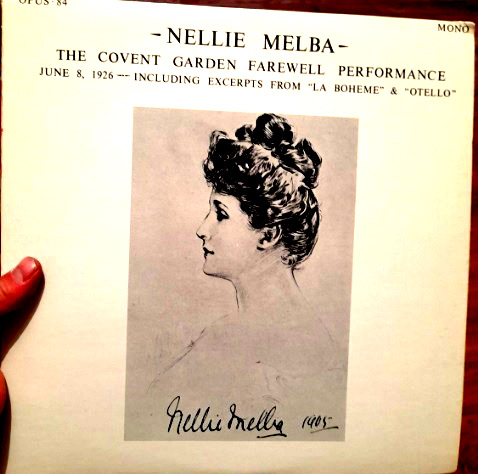 OPUS-84
MONO
-NELLIE MELBA-
THE COVENT GARDEN FAREWELL PERFORMANCE
JUNE 8, 1926 — INCLUDING EXCERPTS FROM "LA BOHEME" & "OTELLO"
Nellie Melba 1905